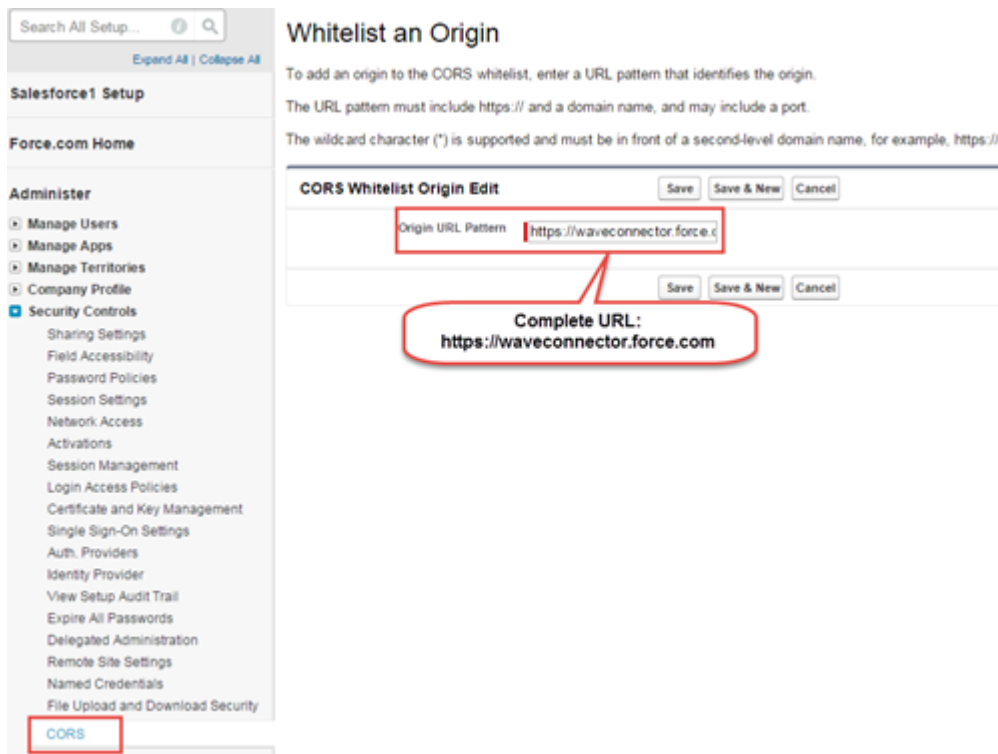 Search All Setup...
Expand All | Collapse All
Salesforce1 Setup
Force.com Home
Administer
Manage Users
Manage Apps
Manage Territories
Company Profile
Security Controls
Sharing Settings
Field Accessibility
Password Policies
Session Settings
Network Access
Activations
Session Management
Login Access Policies
Certificate and Key Management
Single Sign-On Settings
Auth. Providers
Identity Provider
View Setup Audit Trail
Expire All Passwords
Delegated Administration
Remote Site Settings
Named Credentials
File Upload and Download Security
CORS
Whitelist an Origin
To add an origin to the CORS whitelist, enter a URL pattern that identifies the origin.
The URL pattern must include https:// and a domain name, and may include a port.
The wildcard character (*) is supported and must be in front of a second-level domain name, for example, https://
CORS Whitelist Origin Edit Save Save & New Cancel
Origin URL Pattern https://waveconnector.force.c
Save Save & New Cancel
Complete URL:
https://waveconnector.force.com